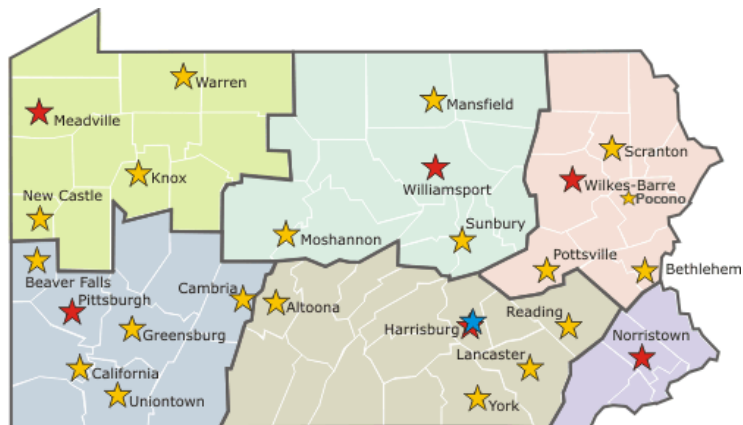 Warren
Mansfield
Meadville
Scranton
Knox
Williamsport
Wilkes-Barre
New Castle
Pocono
Sunbury
Moshannon
Pottsville
Bethlehem
Beaver Falls
Cambria
Pittsburgh
Altoona
Reading
Harrisburg
Greensburg
Norristown
Lancaster
California
Uniontown
York